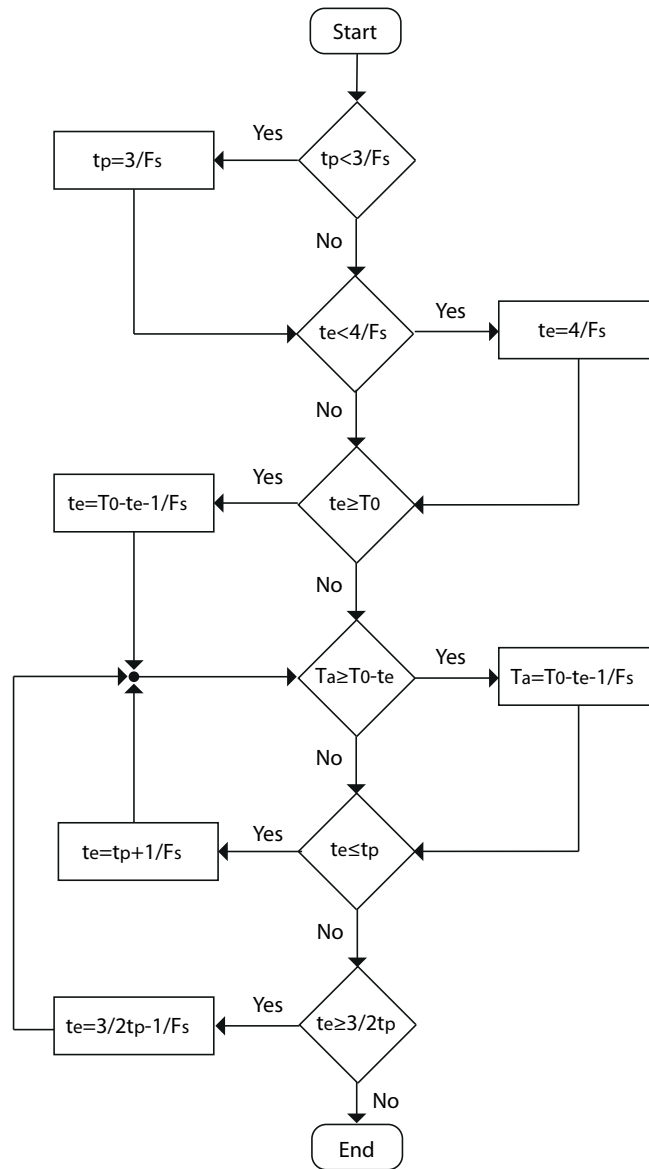 Start
Yes
tp=3/Fs
tp<3/Fs
No
Yes
te<4/Fs
te=4/Fs
No
Yes
te=T0-te-1/Fs
te≥T0
No
Yes
Ta≥T0-te
Ta=T0-te-1/Fs
No
Yes
te=tp+1/Fs
te≤tp
No
Yes
te=3/2tp-1/Fs
te≥3/2tp
No
End